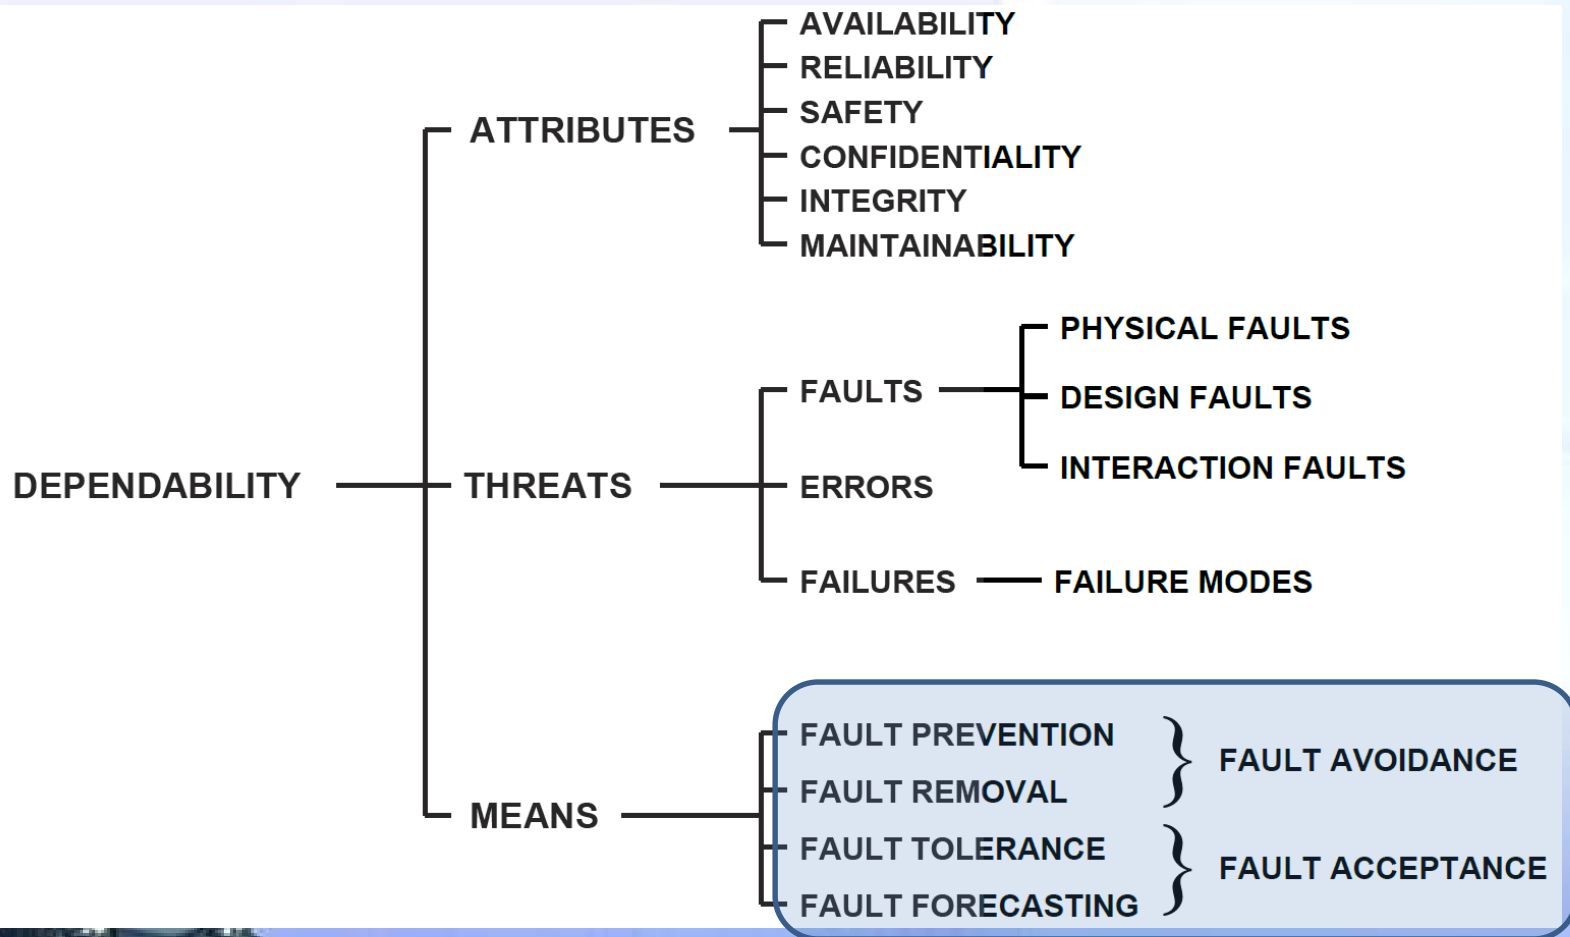 DEPENDABILITY
ATTRIBUTES
AVAILABILITY
RELIABILITY
SAFETY
CONFIDENTIALITY
INTEGRITY
MAINTAINABILITY
THREATS
FAULTS
PHYSICAL FAULTS
DESIGN FAULTS
INTERACTION FAULTS
ERRORS
FAILURES
FAILURE MODES
MEANS
FAULT PREVENTION
FAULT REMOVAL
FAULT AVOIDANCE
FAULT TOLERANCE
FAULT FORECASTING
FAULT ACCEPTANCE